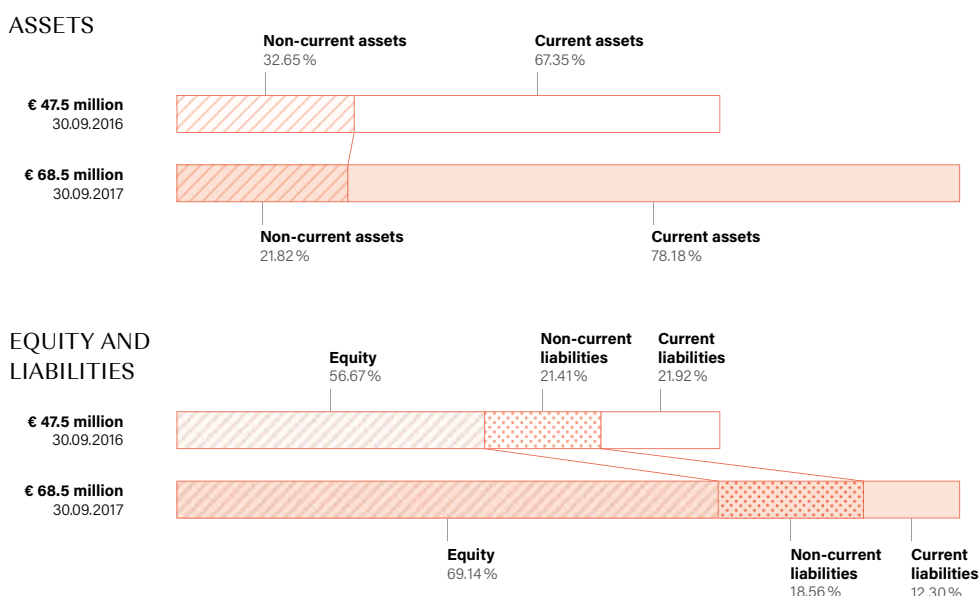 ASSETS
Non-current assets
32.65 %
Current assets
67.35 %
€ 47.5 million
30.09.2016
€ 68.5 million
30.09.2017
Non-current assets
21.82 %
Current assets
78.18 %
EQUITY AND
LIABILITIES
Equity
56.67 %
Non-current
liabilities
21.41 %
Current
liabilities
21.92 %
€ 47.5 million
30.09.2016
€ 68.5 million
30.09.2017
Equity
69.14 %
Non-current
liabilities
18.56 %
Current
liabilities
12.30 %